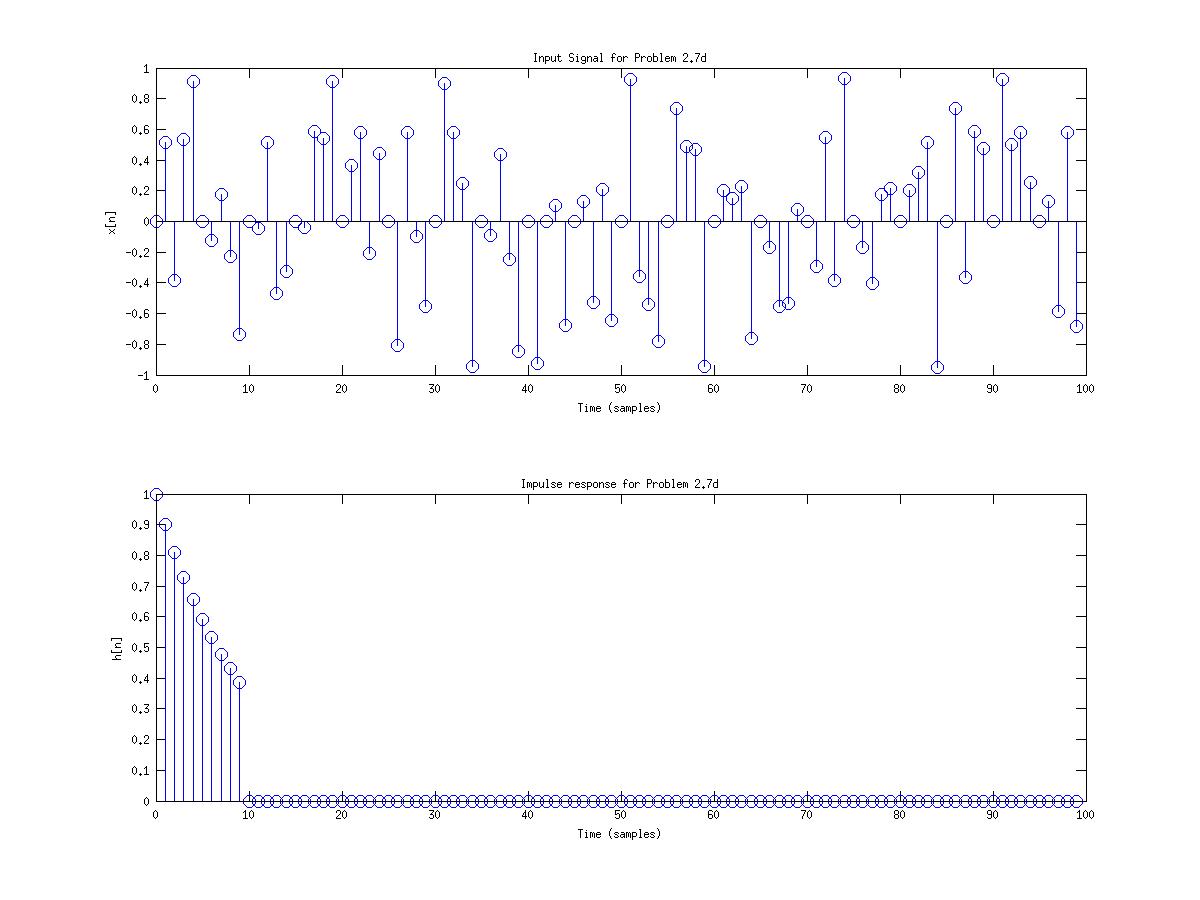 Input Signal for Problem 2.7d
1
0.8
0.6
0.4
0.2
0
-0.2
-0.4
-0.6
-0.8
-1
x[n]
0 10 20 30 40 50 60 70 80 90 100
Time (samples)
Impulse response for Problem 2.7d
1
0.9
0.8
0.7
0.6
0.5
0.4
0.3
0.2
0.1
0
h[n]
0 10 20 30 40 50 60 70 80 90 100
Time (samples)